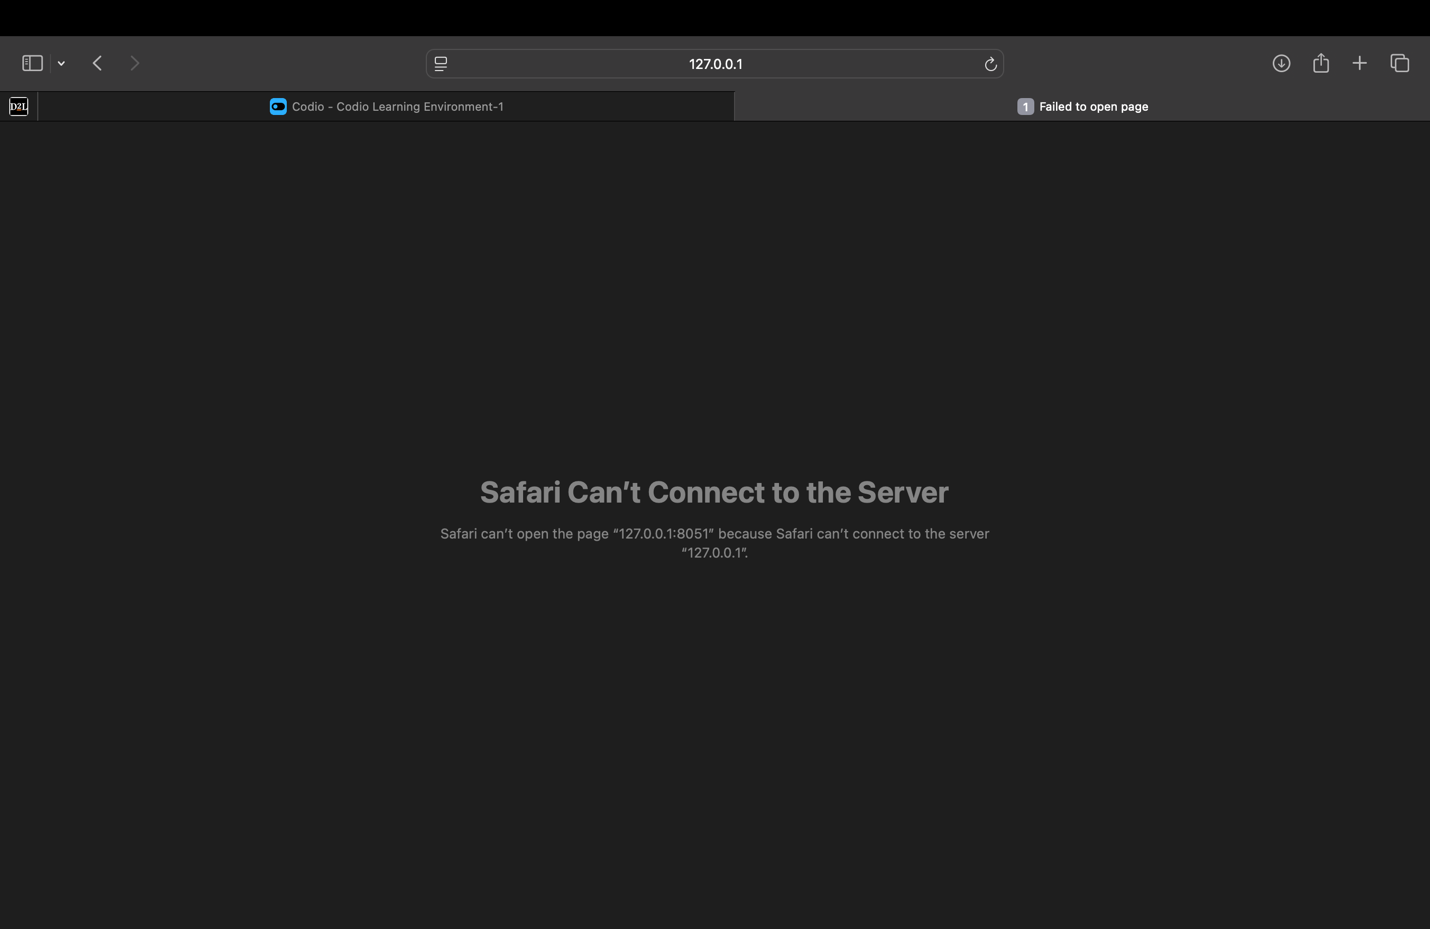 127.0.0.1
D2L
Codio - Codio Learning Environment-1
1 Failed to open page
Safari Can’t Connect to the Server
Safari can’t open the page “127.0.0.1:8051” because Safari can’t connect to the server
“127.0.0.1”.